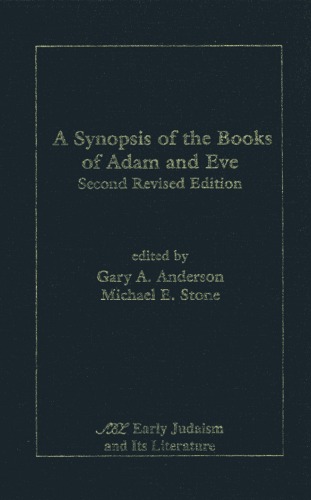 A Synopsis of the Books
of Adam and Eve
Second Revised Edition
edited by
Gary A. Anderson
Michael E. Stone
SBL Early Judaism
and Its Literature